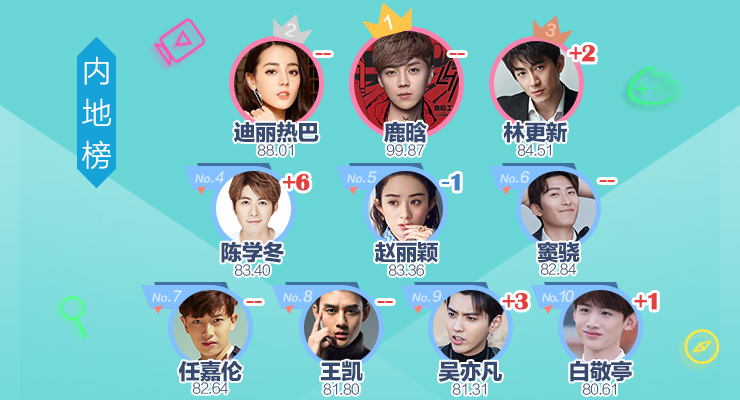 内地榜
2
1
3
--
--
+2
迪丽热巴
鹿晗
林更新
88.01
99.87
84.51
No.4
+6
No.5
-1
No.6
--
陈学冬
赵丽颖
窦骁
83.40
83.36
82.84
No.7
--
No.8
--
No.9
+3
No.10
+1
任嘉伦
王凯
吴亦凡
白敬亭
82.64
81.80
81.31
80.61